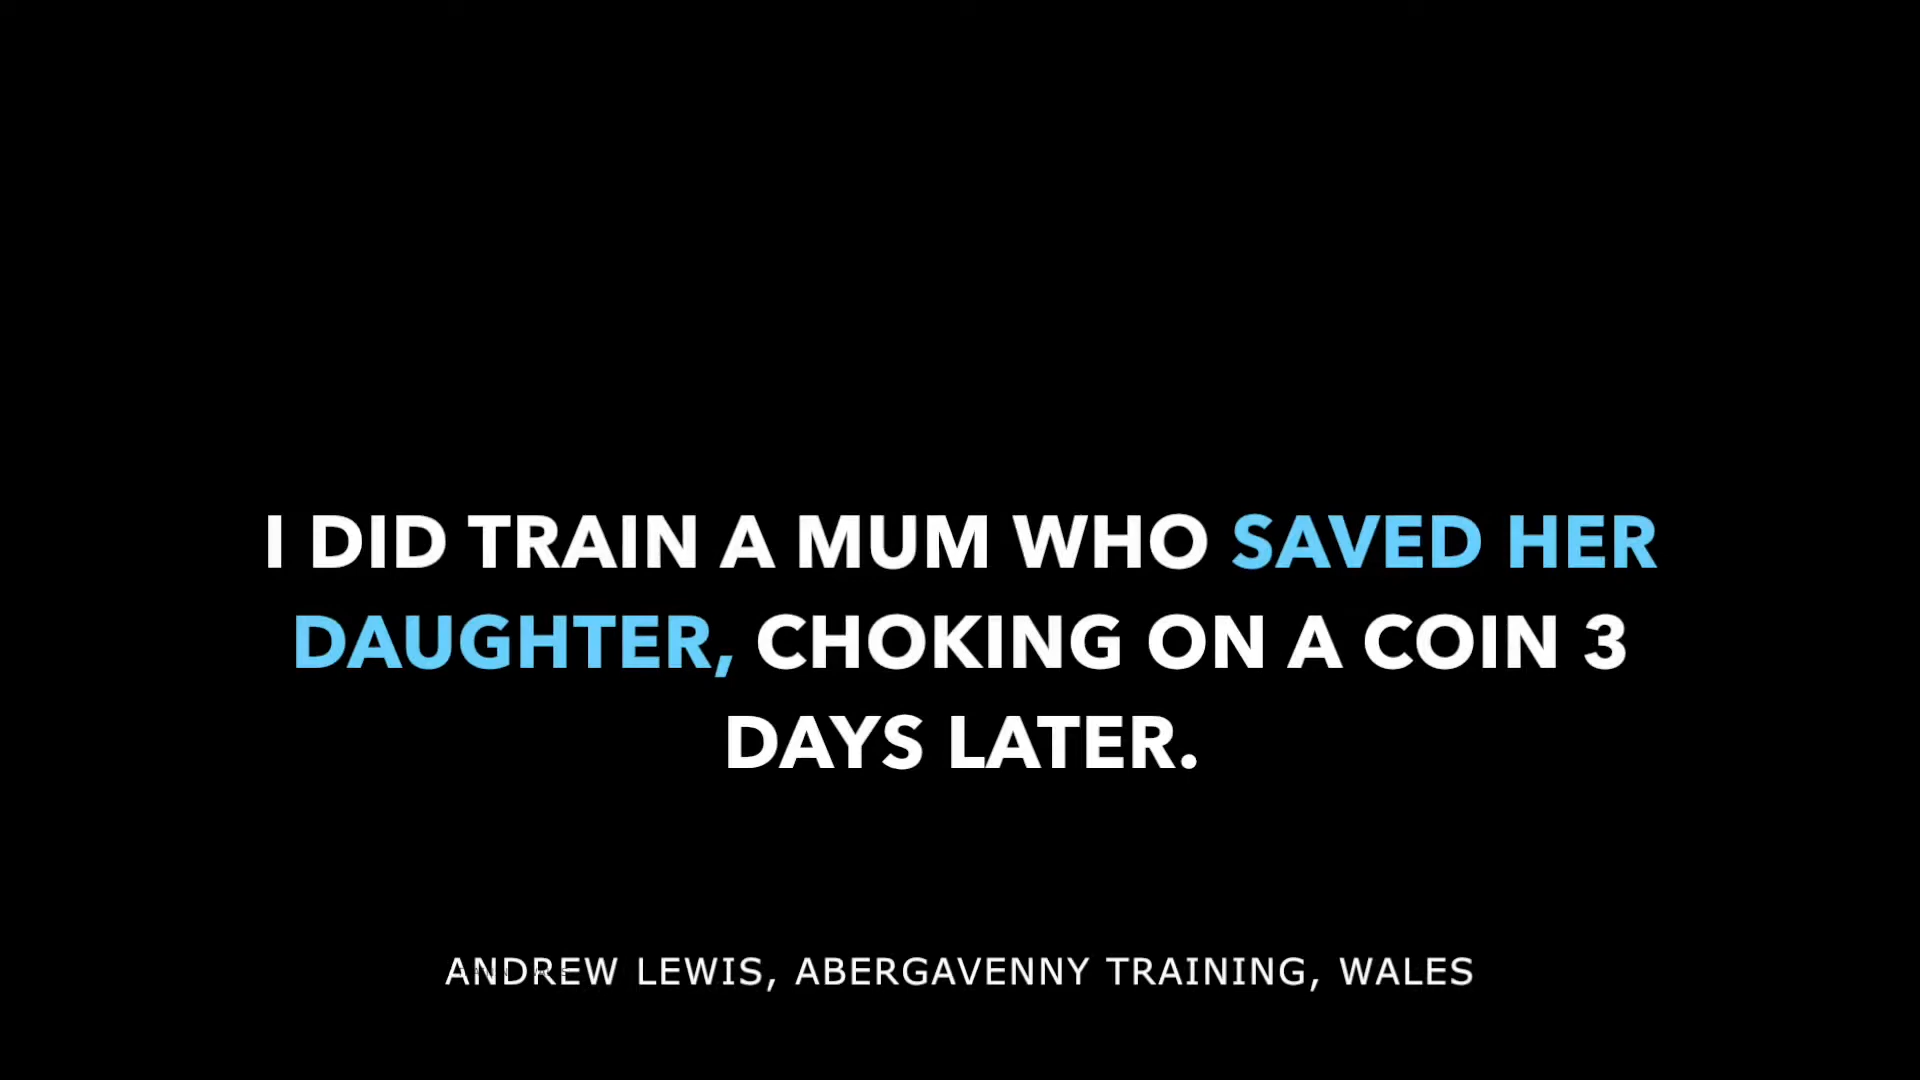 I DID TRAIN A MUM WHO SAVED HER
DAUGHTER, CHOKING ON A COIN 3
DAYS LATER.
ANDREW LEWIS, ABERGAVENNY TRAINING, WALES